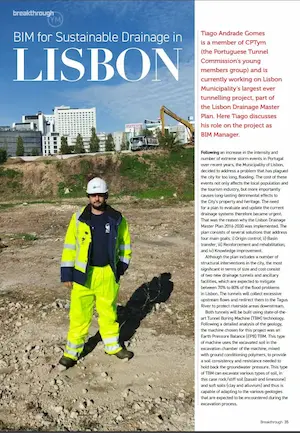 breakthrough
TM
BIM for Sustainable Drainage in
LISBON
Tiago Andrade Gomes
is a member of CPTym
(the Portuguese Tunnel
Commission's young
members group) and is
currently working on Lisbon
Municipality's largest ever
tunnelling project, part of
the Lisbon Drainage Master
Plan. Here Tiago discusses
his role on the project as
BIM Manager.
Following an increase in the intensity and
number of extreme storm events in Portugal
over recent years, the Municipality of Lisbon,
decided to address a problem that has plagued
the city for too long, flooding. The cost of these
events not only affects the local population and
the tourism industry, but more importantly
causes long-lasting detrimental effects to
the City's property and heritage. The need
for a plan to evaluate and update the current
drainage systems therefore became urgent.
That was the reason why the Lisbon Drainage
Master Plan 2016-2030 was implemented. The
plan consists of several solutions that address
four main goals: i) Origin control, ii) Basin
transfer, iii) Reinforcement and rehabilitation,
and iv) Knowledge improvement.
Although the plan includes a number of
structural interventions in the city, the most
significant in terms of size and cost consist
of two new drainage tunnels and ancillary
facilities, which are expected to mitigate
between 70% to 80% of the flood problems
in Lisbon. The tunnels will collect excessive
upstream flows and redirect them to the Tagus
River to protect riverside areas downstream.
Both tunnels will be built using state-of-the-
art Tunnel Boring Machine (TBM) technology.
Following a detailed analysis of the geology,
the machine chosen for this project was an
Earth Pressure Balance (EPB) TBM. This type
of machine uses the excavated soil in the
excavation chamber of the machine, mixed
with ground conditioning polymers, to provide
a soil consistency and resistance needed to
hold back the groundwater pressure. This type
of TBM can excavate various types of soil, in
this case rock/stiff soil (basalt and limestone)
and soft soils (clay and alluvium) and thus is
capable of adapting to the various geologies
that are expected to be encountered during the
excavation process.
Breakthrough